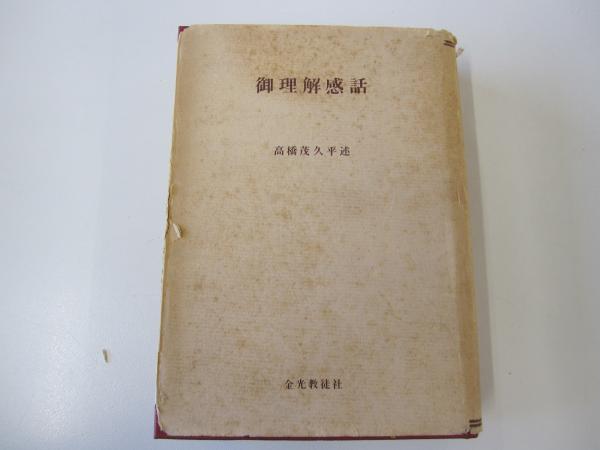 御理解感話
高橋茂久平述
金光教徒社